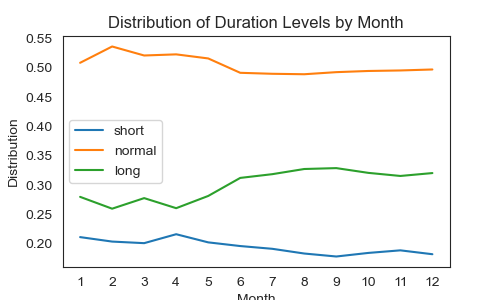 Distribution of Duration Levels by Month
0.55
0.50
0.45
0.40
0.35
0.30
0.25
0.20
Distribution
short
normal
long
1 2 3 4 5 6 7 8 9 10 11 12
Month